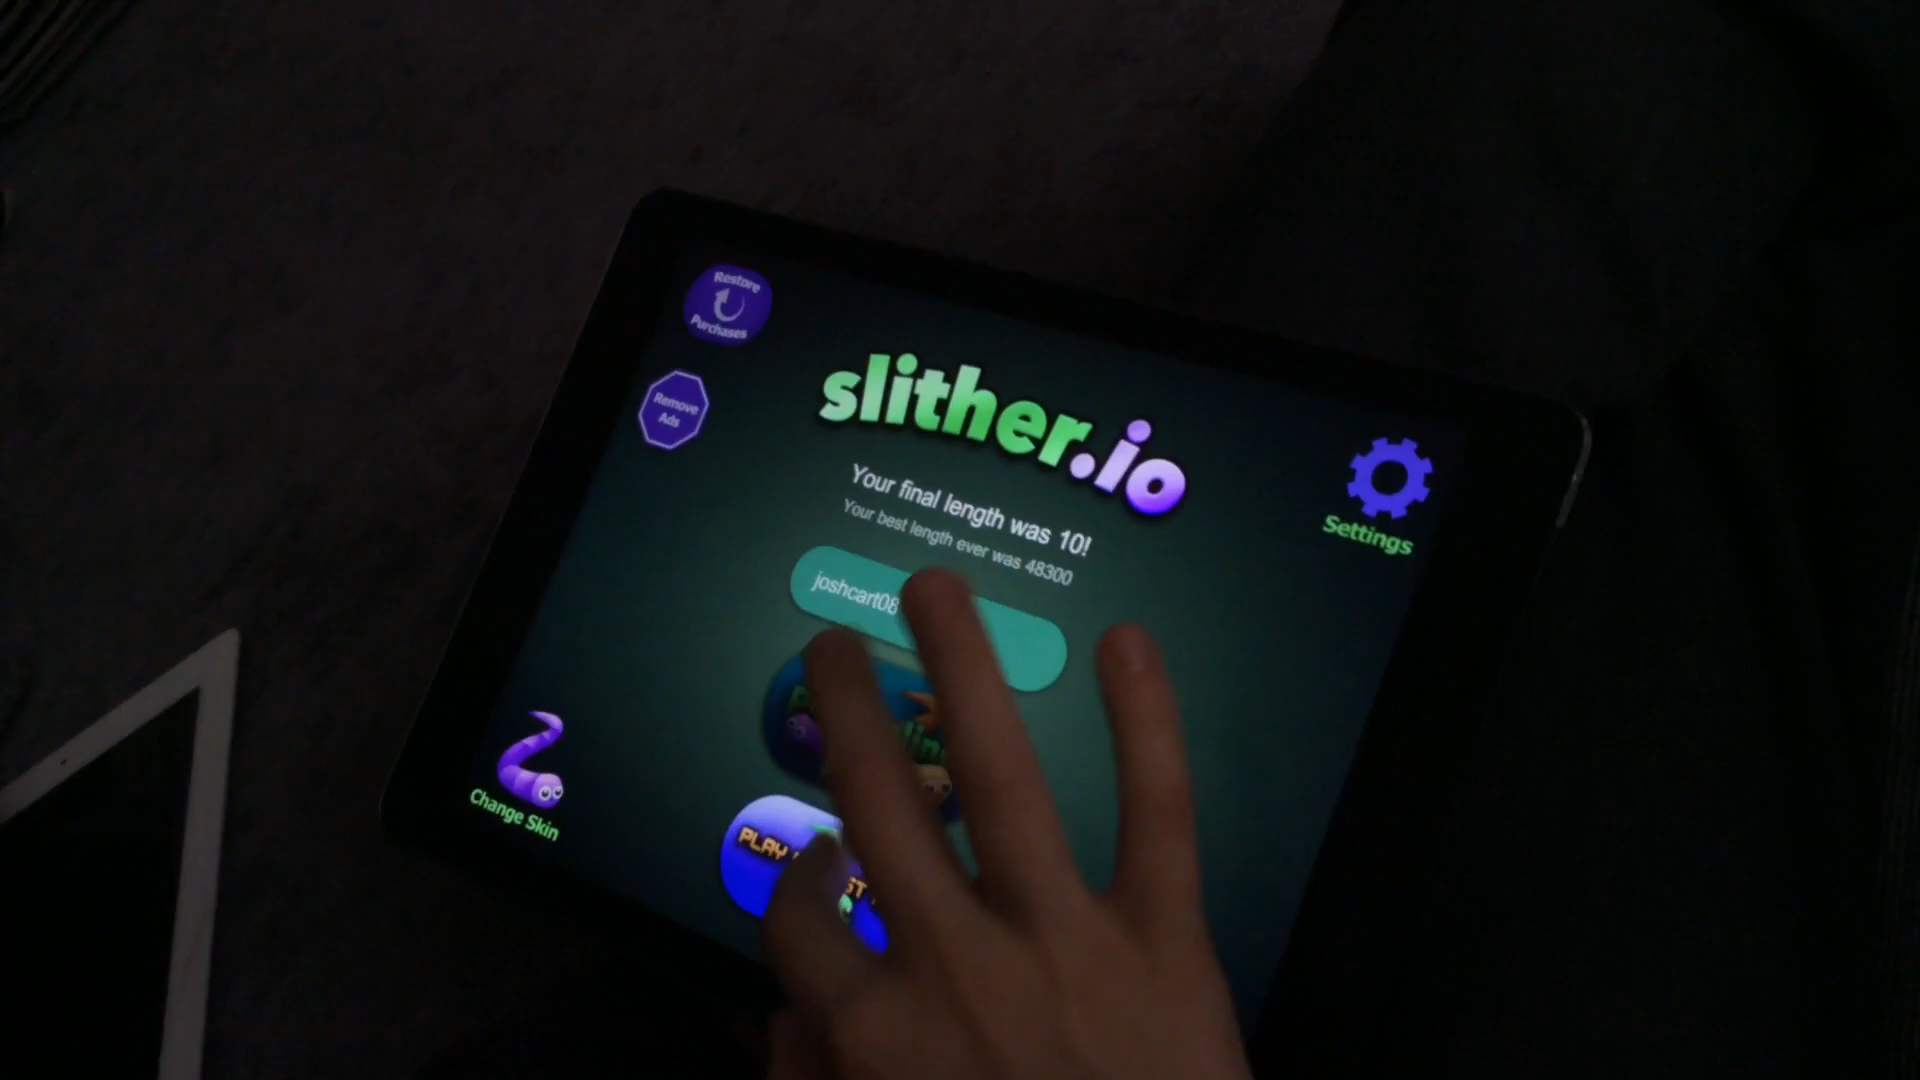 Restore
Purchases
Remove
Ads
slither.io
Your final length was 10!
Your best length ever was 48300
Settings
joshcart08
Change Skin
PLAY